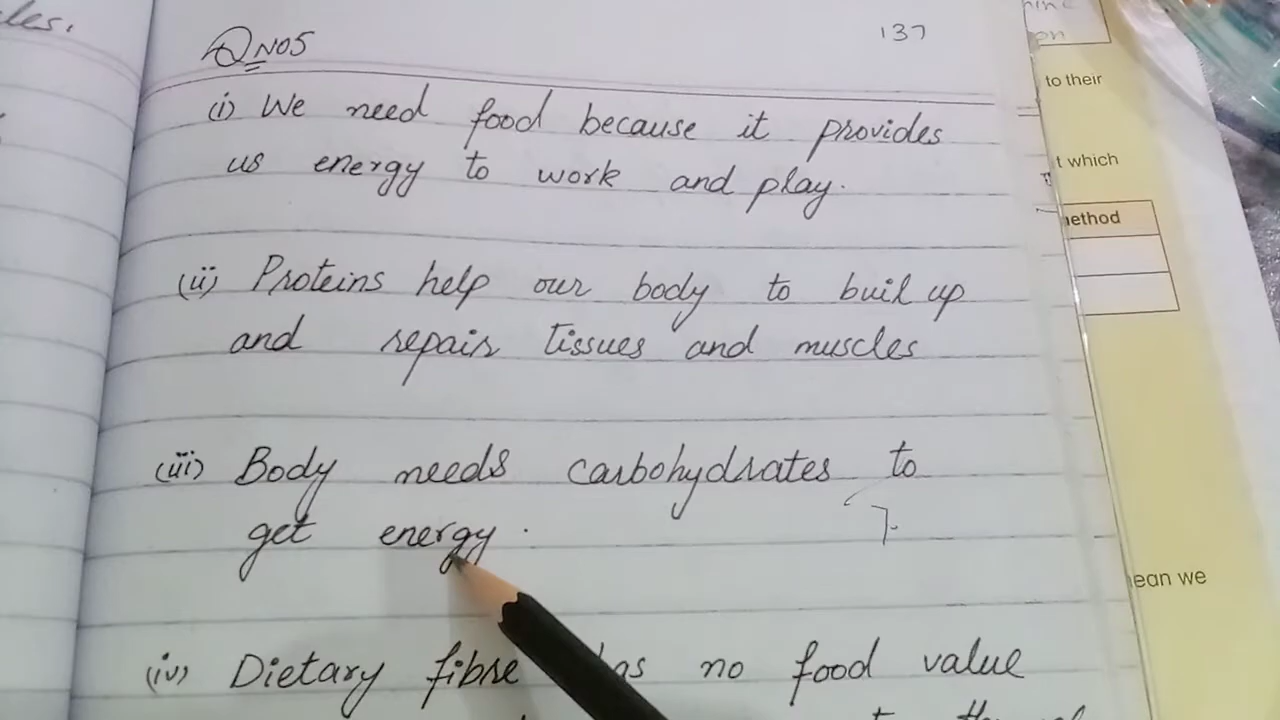 les.
Q NO5
137
(i) We need food because it provides
us energy to work and play.
(ii) Proteins help our body to buil up
and repair tissues and muscles
(iii) Body needs carbohydrates to
get energy.
(iv) Dietary fibre has no food value
to their
t which
method
ean we